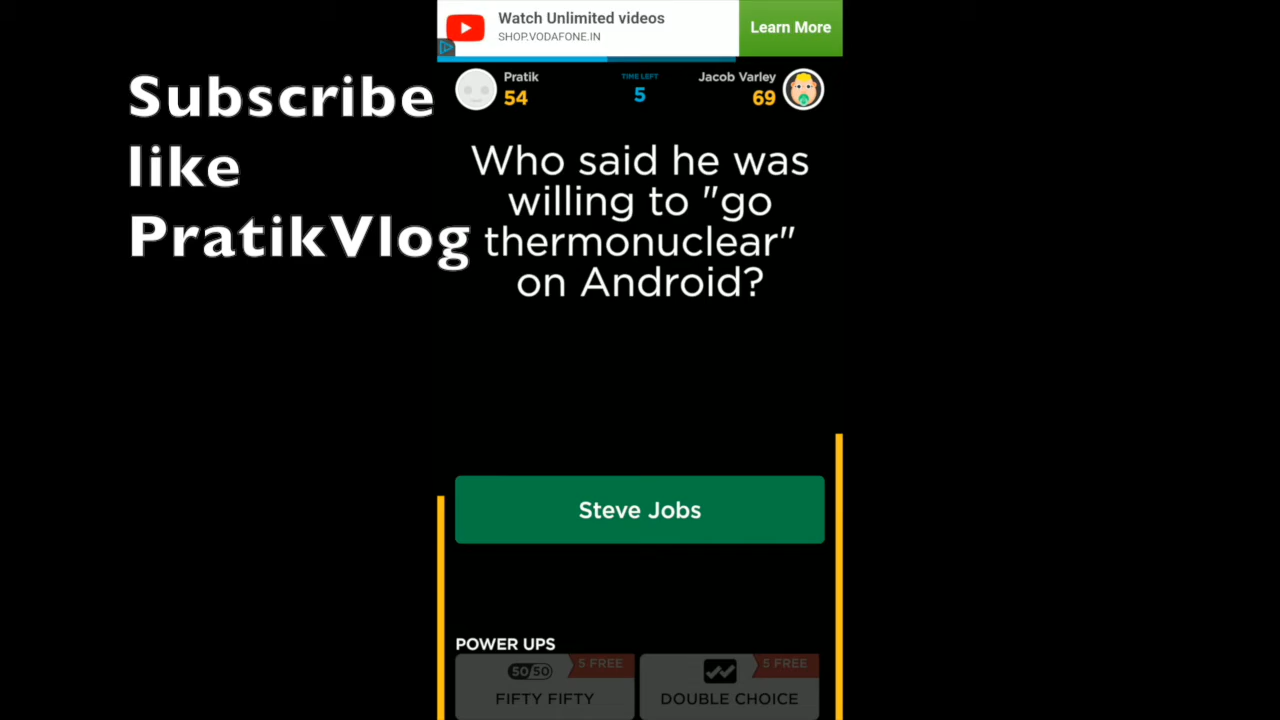 Watch Unlimited videos
SHOP.VODAFONE.IN
Learn More
Subscribe
like
PratikVlog
Pratik
54
TIME LEFT
5
Jacob Varley
69
Who said he was
willing to "go
thermonuclear"
on Android?
Steve Jobs
POWER UPS
50/50
5 FREE
FIFTY FIFTY
5 FREE
DOUBLE CHOICE